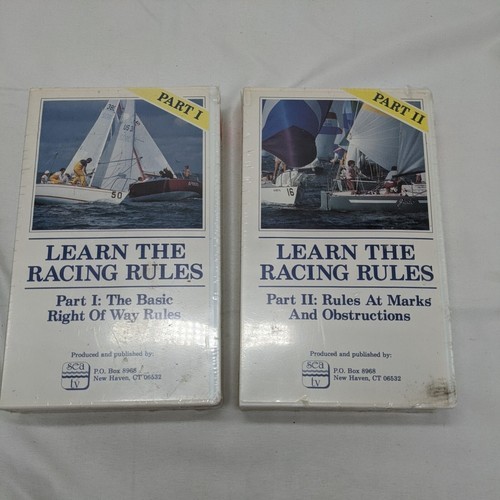 PART I
50
LEARN THE
RACING RULES
Part I: The Basic
Right Of Way Rules
Produced and published by:
sea
tv
P.O. Box 8968
New Haven, CT 06532
PART II
16
LEARN THE
RACING RULES
Part II: Rules At Marks
And Obstructions
Produced and published by:
sea
tv
P.O. Box 8968
New Haven, CT 06532